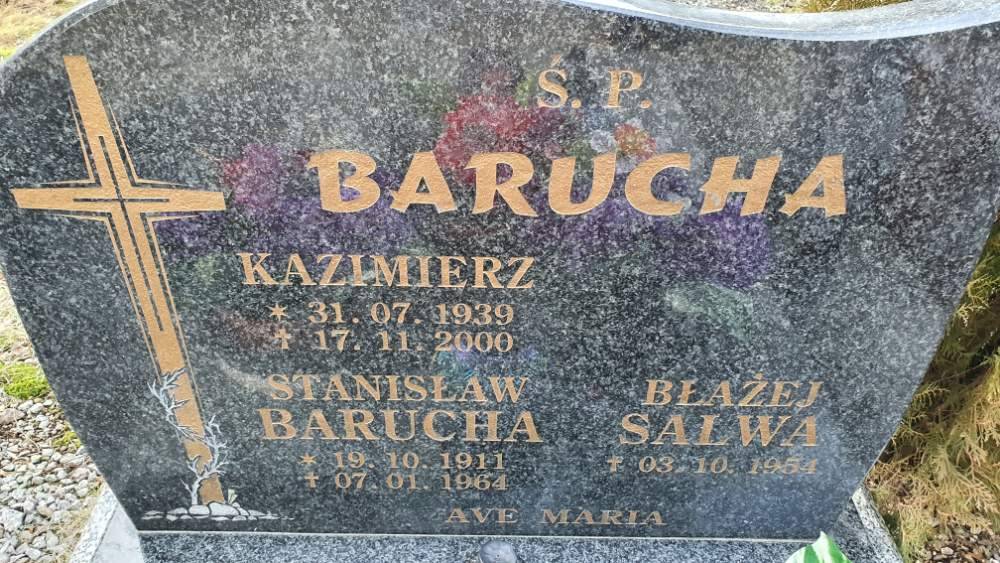 Ś. P.
BARUCHA
KAZIMIERZ
* 31. 07. 1939
✝ 17. 11. 2000
STANISŁAW
BARUCHA
* 19. 10. 1911
✝ 07. 01. 1964
BŁAŻEJ
SALWA
✝ 03. 10. 1954
AVE MARIA